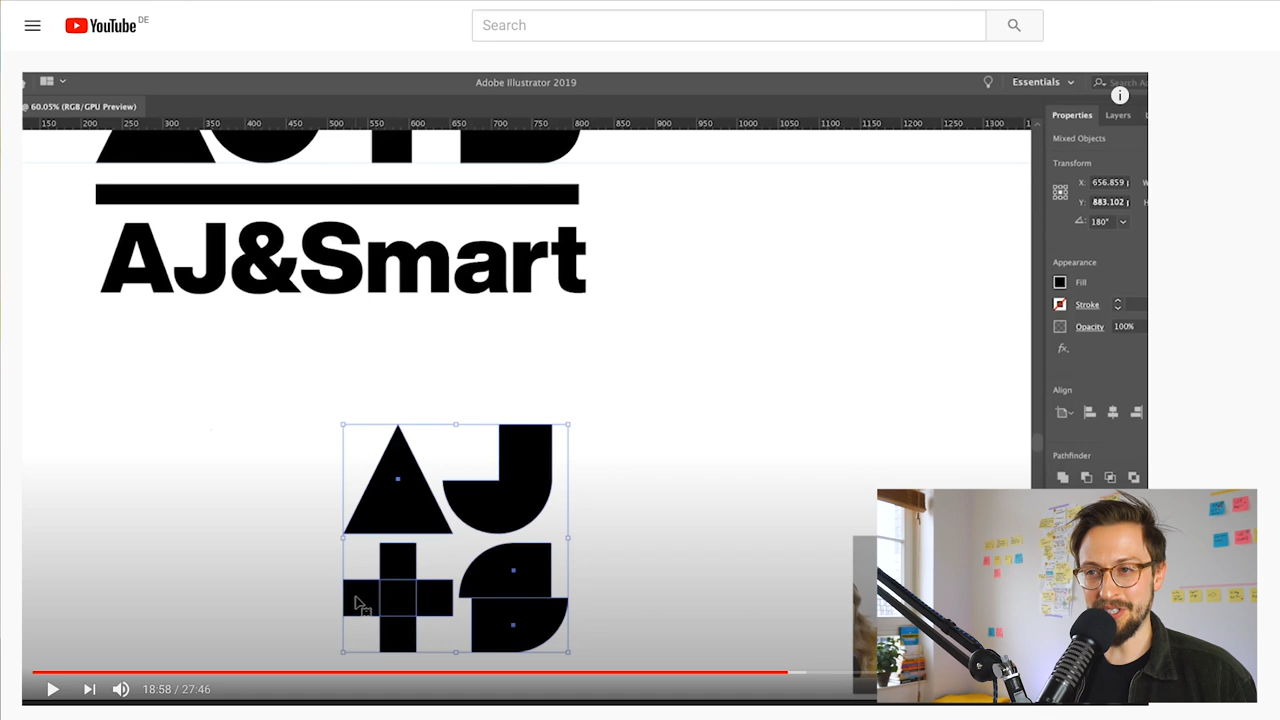 YouTube DE
Search
Adobe Illustrator 2019
Essentials
Search A
@ 60.05% (RGB/GPU Preview)
150 200 250 300 350 400 450 500 550 600 650 700 750 800 850 900 950 1000 1050 1100 1150 1200 1250 1300
Properties Layers
Mixed Objects
Transform
X: 656.859 p
Y: 883.102 p
180°
AJ&Smart
Appearance
Fill
Stroke
Opacity 100%
fx.
Align
Pathfinder
AJ
+S
18:58 / 27:46